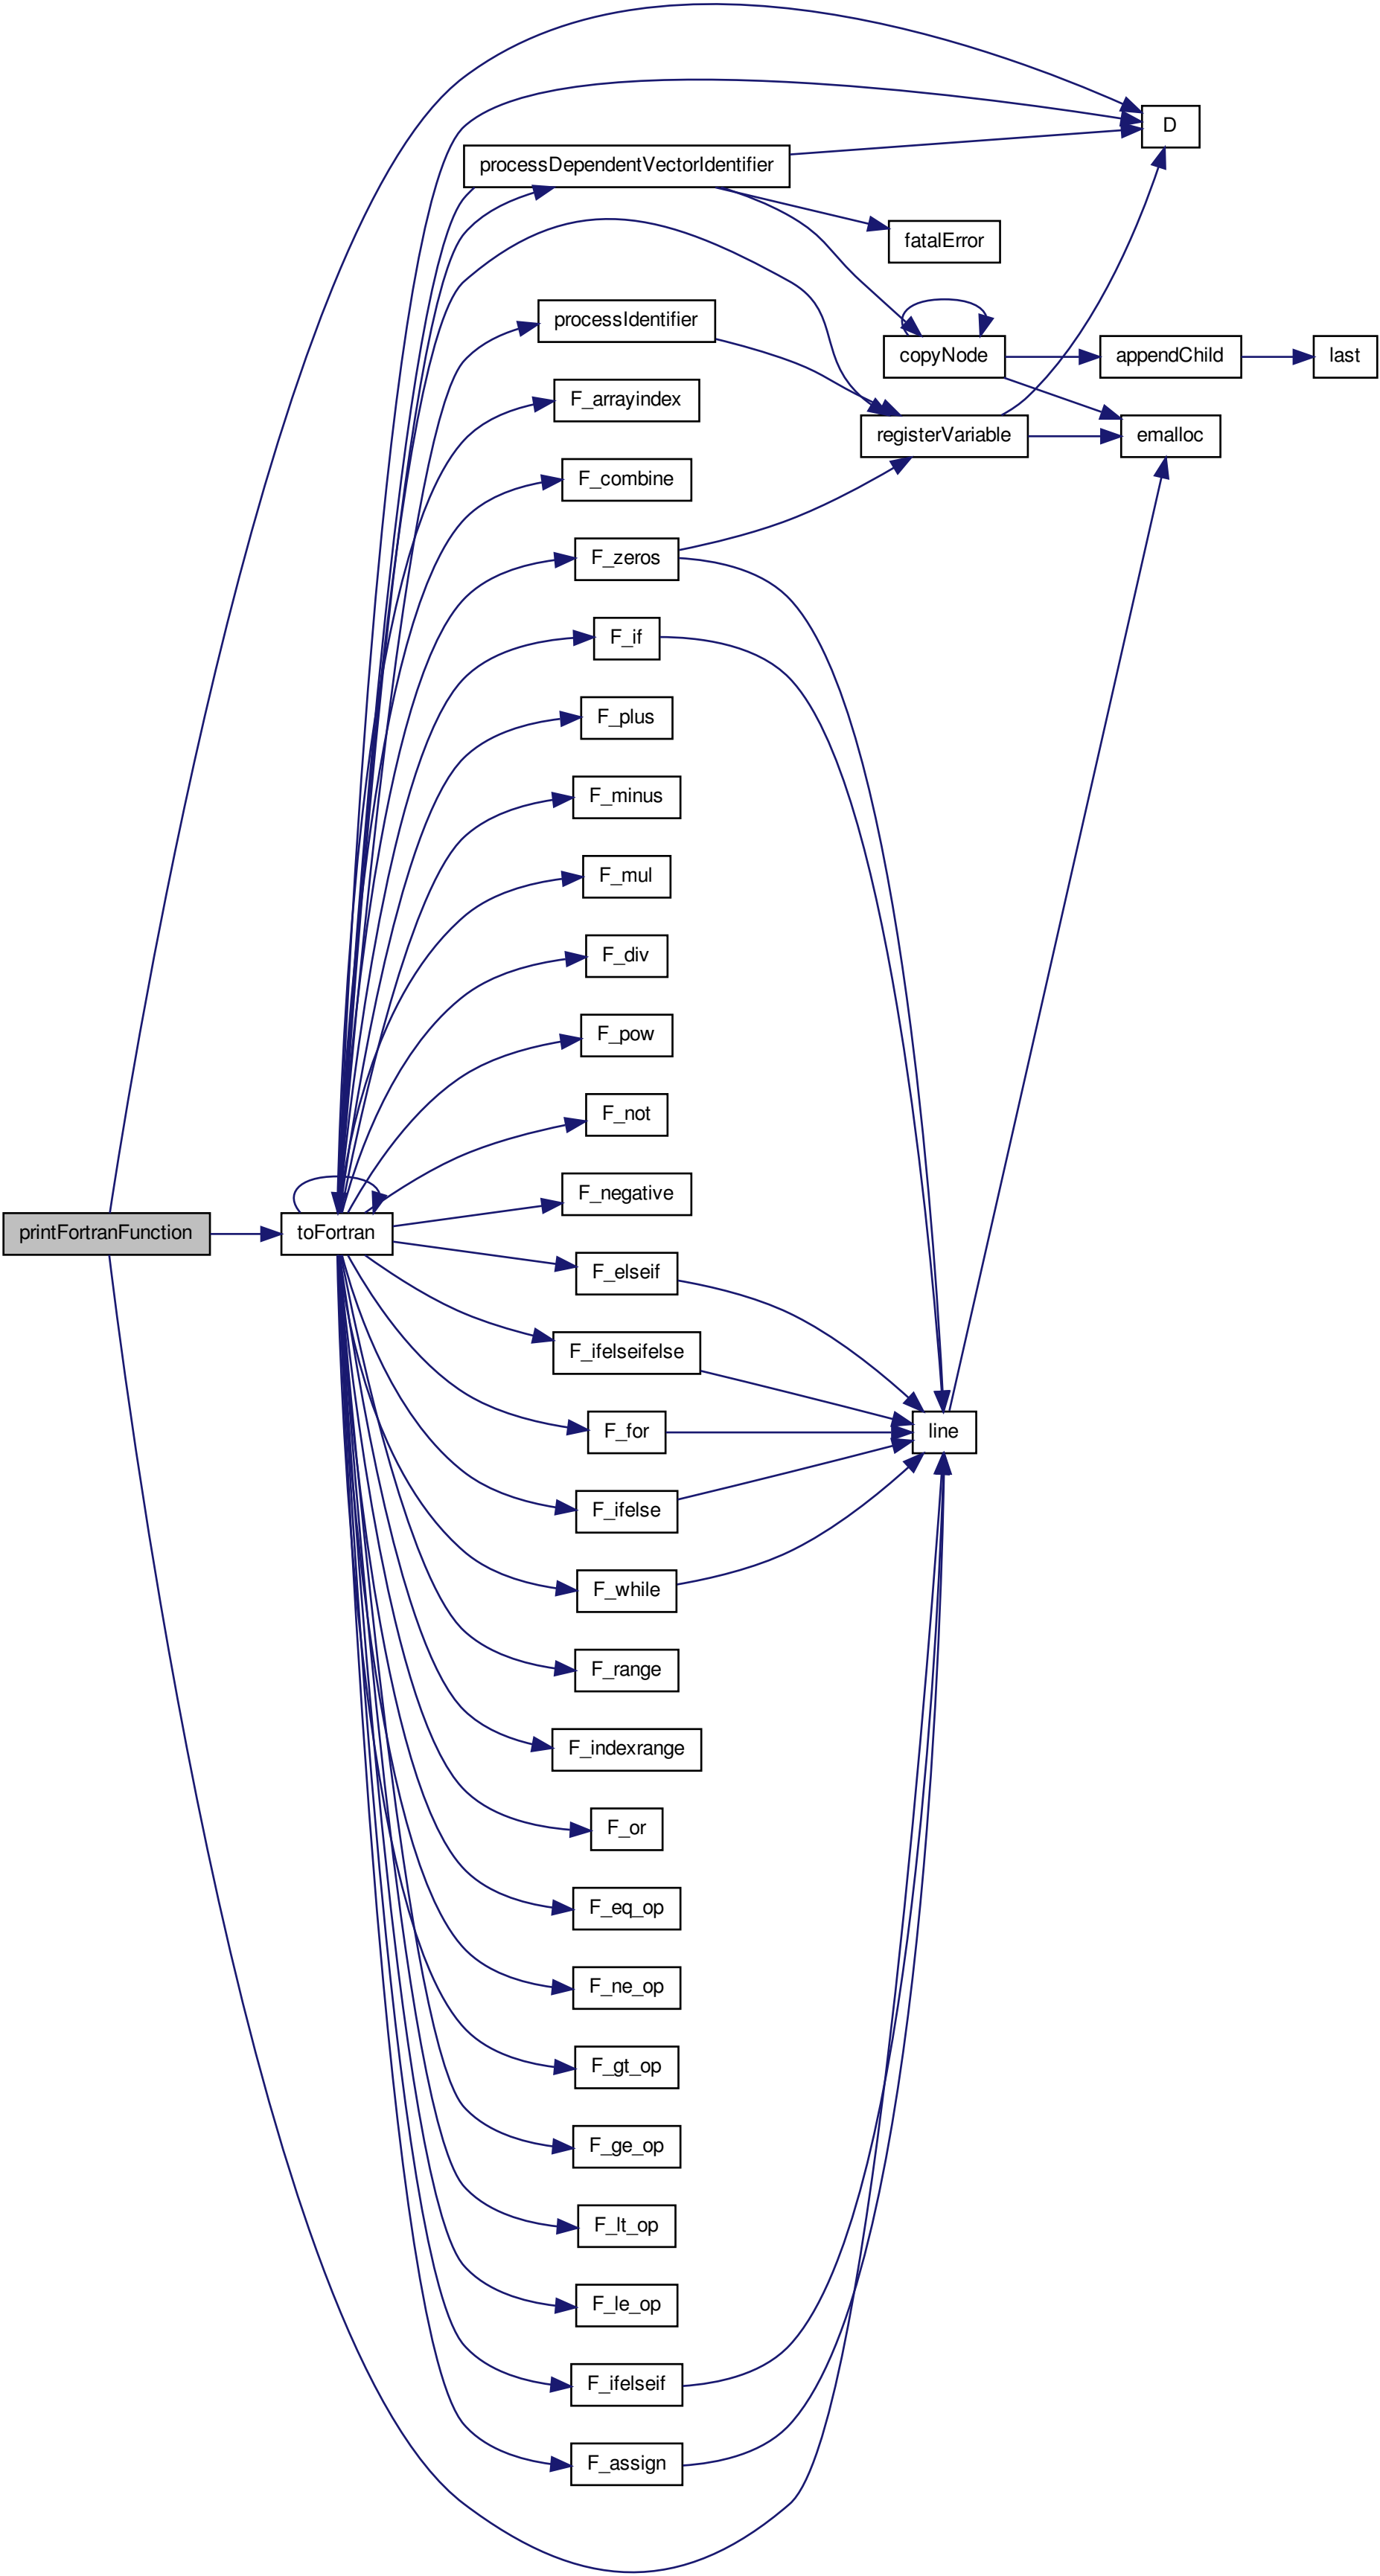 D
processDependentVectorIdentifier
fatalError
processIdentifier
copyNode
appendChild
last
F_arrayindex
registerVariable
emalloc
F_combine
F_zeros
F_if
F_plus
F_minus
F_mul
F_div
F_pow
F_not
F_negative
printFortranFunction
toFortran
F_elseif
F_ifelseifelse
F_for
line
F_ifelse
F_while
F_range
F_indexrange
F_or
F_eq_op
F_ne_op
F_gt_op
F_ge_op
F_lt_op
F_le_op
F_ifelseif
F_assign